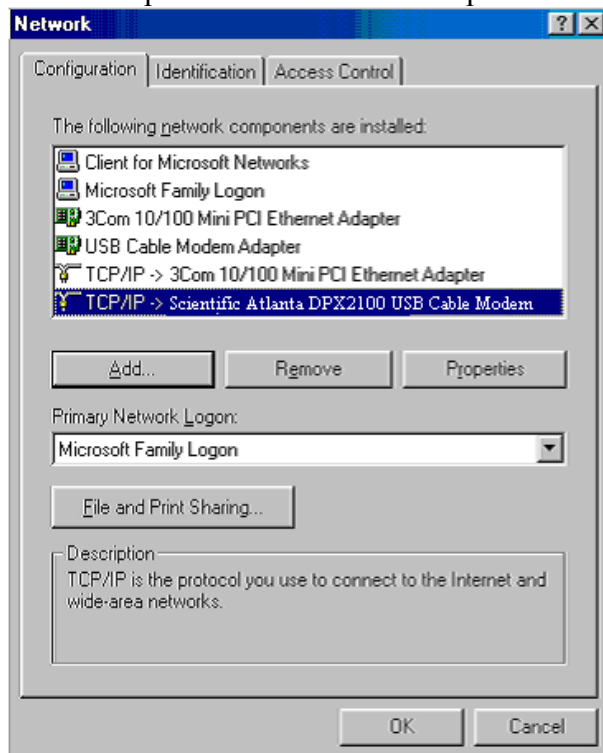 Network
Configuration Identification Access Control
The following network components are installed:
Client for Microsoft Networks
Microsoft Family Logon
3Com 10/100 Mini PCI Ethernet Adapter
USB Cable Modem Adapter
TCP/IP -> 3Com 10/100 Mini PCI Ethernet Adapter
TCP/IP -> Scientific Atlanta DPX2100 USB Cable Modem
Add... Remove Properties
Primary Network Logon:
Microsoft Family Logon
File and Print Sharing...
Description
TCP/IP is the protocol you use to connect to the Internet and
wide-area networks.
OK Cancel